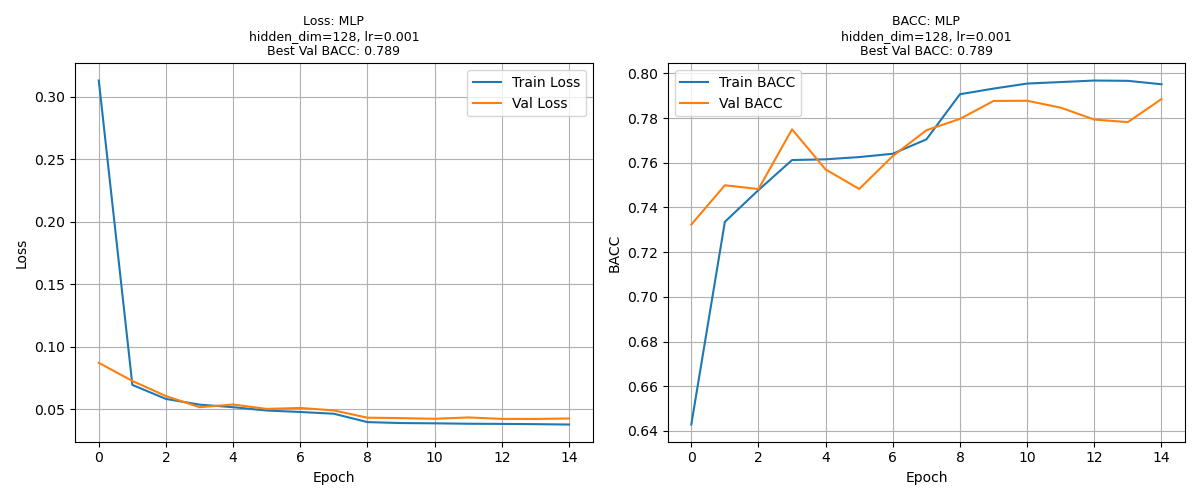 Loss: MLP
hidden_dim=128, lr=0.001
Best Val BACC: 0.789
Train Loss
Val Loss
0.30
0.25
0.20
0.15
0.10
0.05
Loss
0
2
4
6
8
10
12
14
Epoch
BACC: MLP
hidden_dim=128, lr=0.001
Best Val BACC: 0.789
Train BACC
Val BACC
0.80
0.78
0.76
0.74
0.72
0.70
0.68
0.66
0.64
BACC
0
2
4
6
8
10
12
14
Epoch